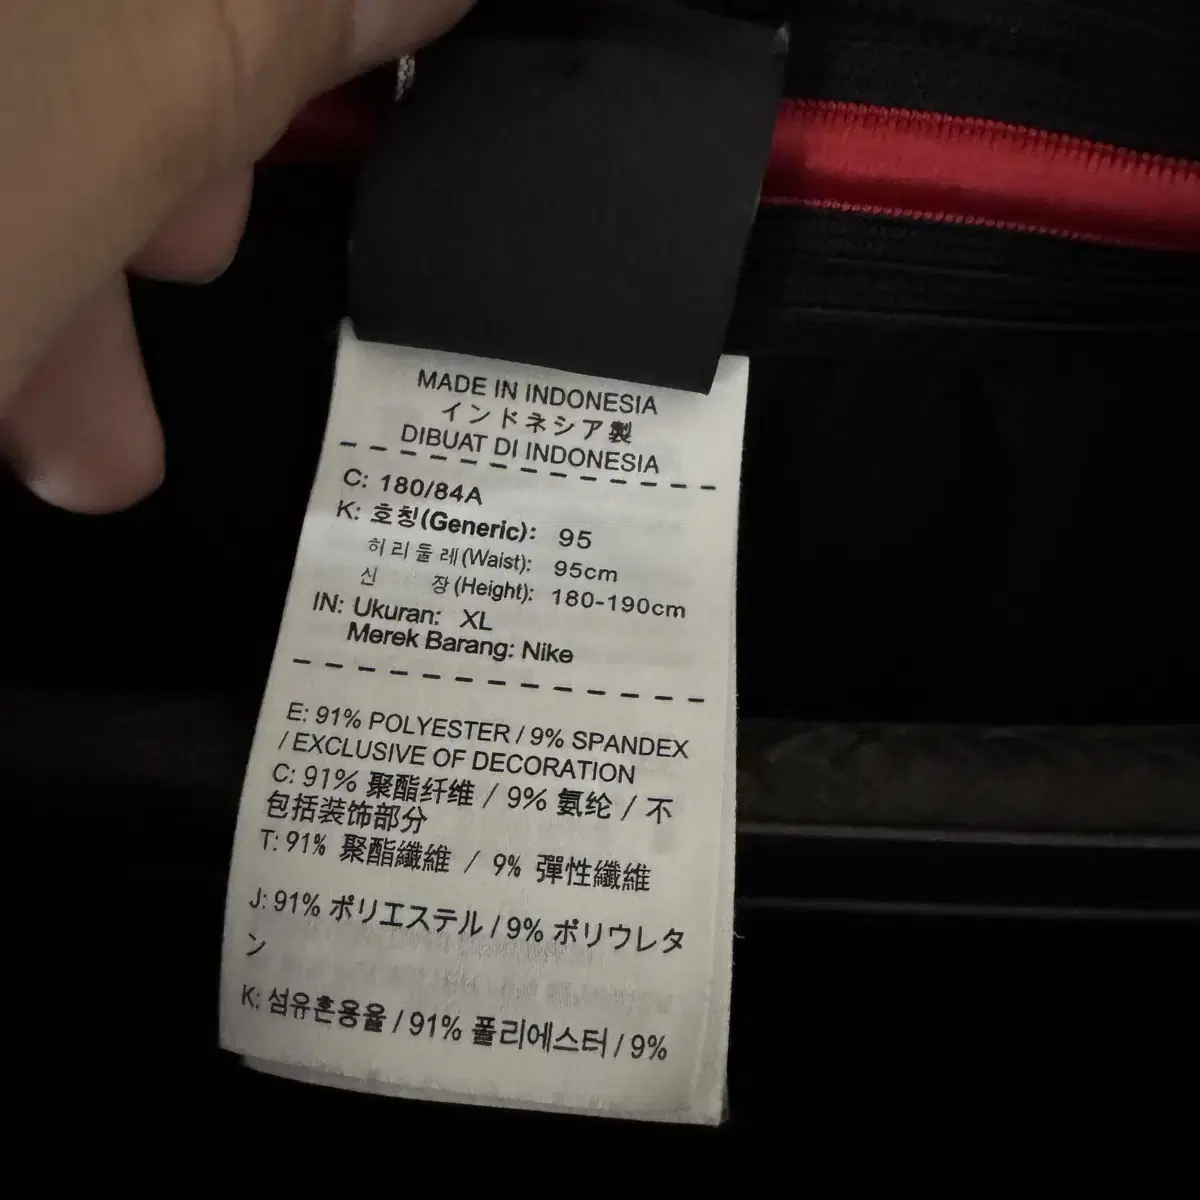 MADE IN INDONESIA
インドネシア製
DIBUAT DI INDONESIA
C: 180/84A
K: 호칭(Generic): 95
허리둘레(Waist): 95cm
신 장(Height): 180-190cm
IN: Ukuran: XL
Merek Barang: Nike
E: 91% POLYESTER / 9% SPANDEX
/ EXCLUSIVE OF DECORATION
C: 91% 聚酯纤维 / 9% 氨纶 / 不
包括装饰部分
T: 91% 聚酯纖維 / 9% 彈性纖維
J: 91% ポリエステル / 9% ポリウレタ
ン
K: 섬유혼용율 / 91% 폴리에스터 / 9%